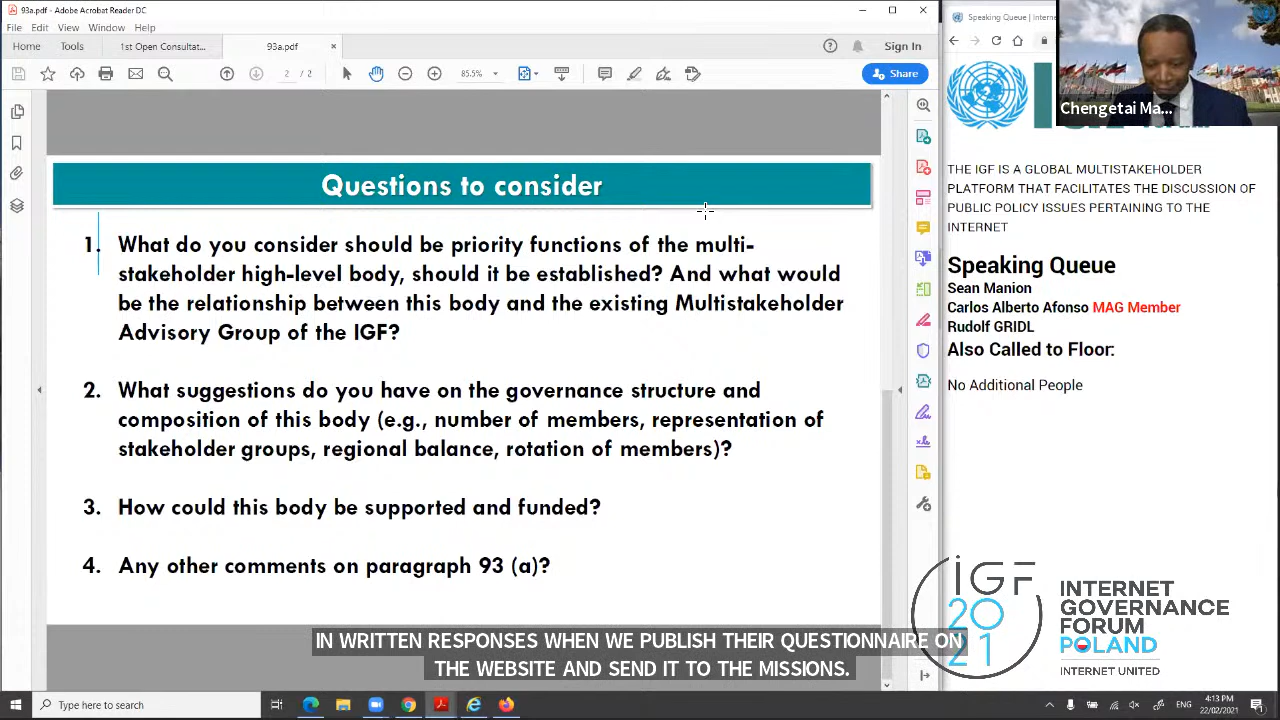 93a.pdf - Adobe Acrobat Reader DC
File Edit View Window Help
Home Tools 1st Open Consultat... 93a.pdf × Sign In
2 / 2 85.5% Share
Questions to consider
1. What do you consider should be priority functions of the multi-
stakeholder high-level body, should it be established? And what would
be the relationship between this body and the existing Multistakeholder
Advisory Group of the IGF?
2. What suggestions do you have on the governance structure and
composition of this body (e.g., number of members, representation of
stakeholder groups, regional balance, rotation of members)?
3. How could this body be supported and funded?
4. Any other comments on paragraph 93 (a)?
IN WRITTEN RESPONSES WHEN WE PUBLISH THEIR QUESTIONNAIRE ON
THE WEBSITE AND SEND IT TO THE MISSIONS.
Speaking Queue | Interne
Chengetai Ma...
THE IGF IS A GLOBAL MULTISTAKEHOLDER
PLATFORM THAT FACILITATES THE DISCUSSION OF
PUBLIC POLICY ISSUES PERTAINING TO THE
INTERNET
Speaking Queue
Sean Manion
Carlos Alberto Afonso MAG Member
Rudolf GRIDL
Also Called to Floor:
No Additional People
IGF
20
21
INTERNET
GOVERNANCE
FORUM
POLAND
INTERNET UNITED
Type here to search
ENG
4:13 PM
22/02/2021